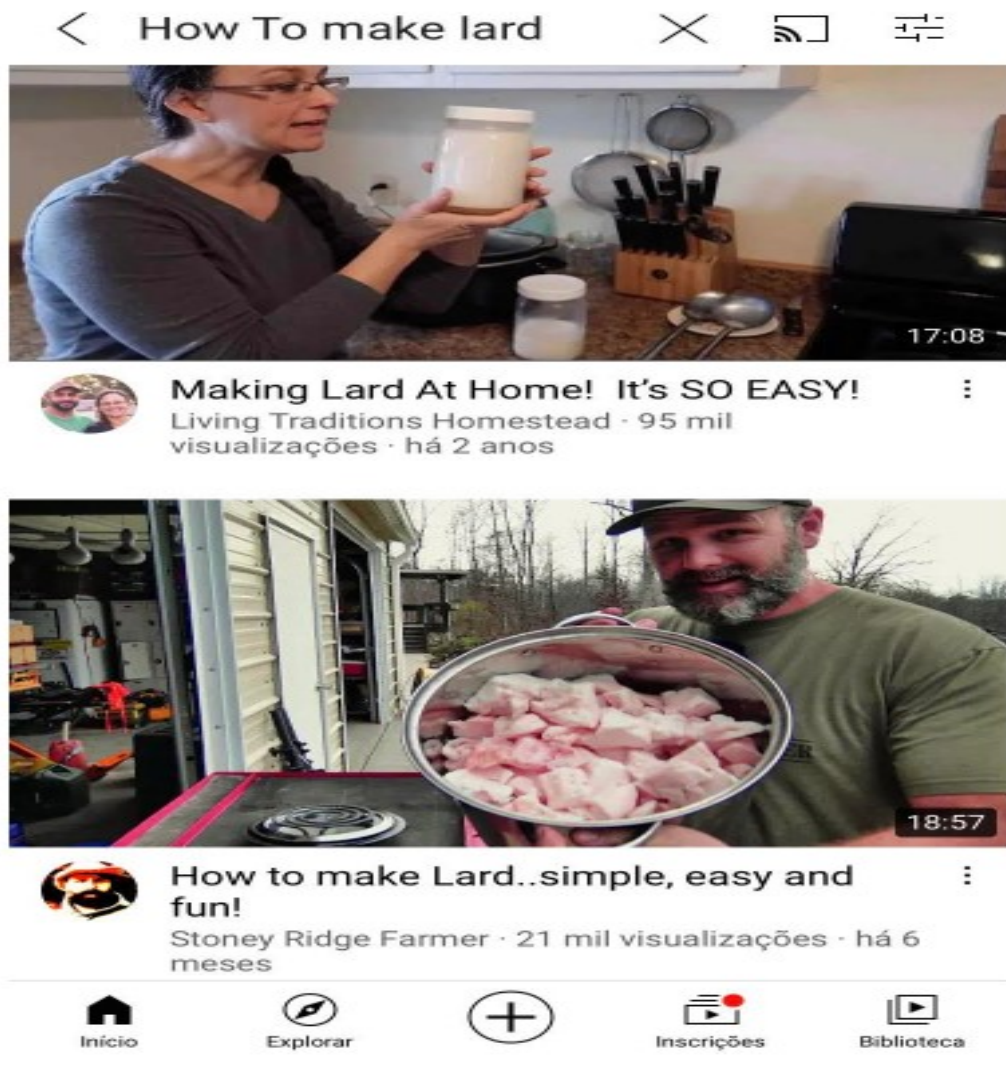 How To make lard
17:08
Making Lard At Home! It's SO EASY!
Living Traditions Homestead · 95 mil
visualizações · há 2 anos
18:57
How to make Lard..simple, easy and
fun!
Stoney Ridge Farmer · 21 mil visualizações · há 6
meses
Início
Explorar
Inscrições
Biblioteca